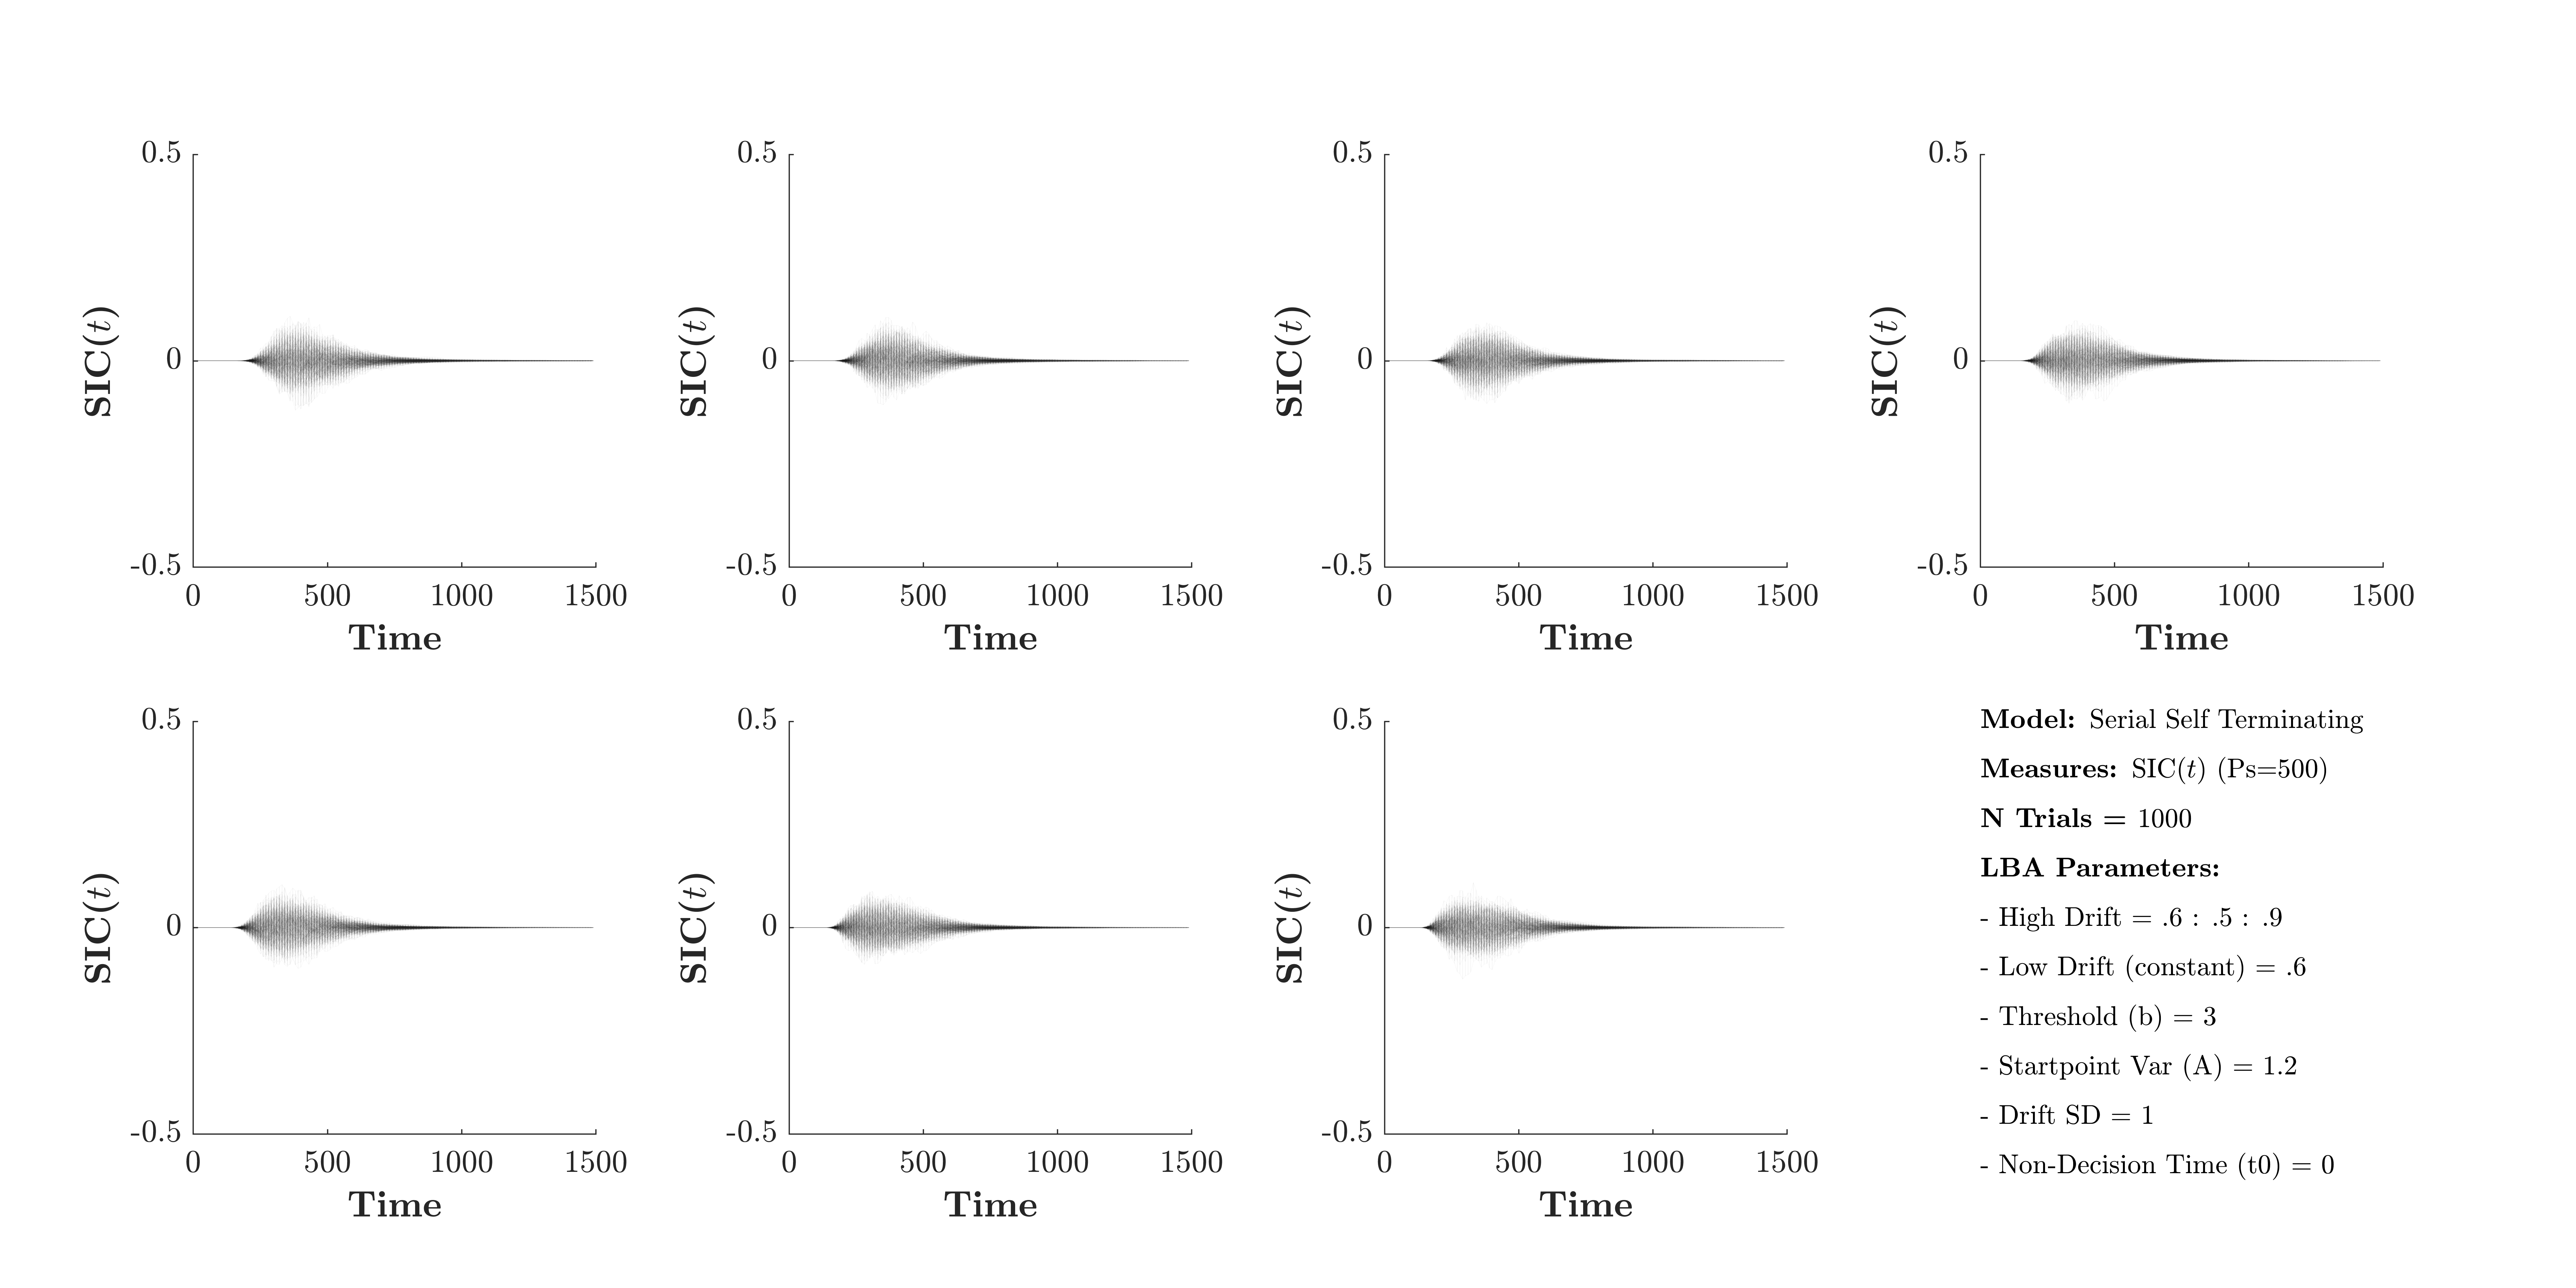 0.5
0
-0.5
0 500 1000 1500
SIC(t)
Time
0.5
0
-0.5
0 500 1000 1500
SIC(t)
Time
0.5
0
-0.5
0 500 1000 1500
SIC(t)
Time
0.5
0
-0.5
0 500 1000 1500
SIC(t)
Time
0.5
0
-0.5
0 500 1000 1500
SIC(t)
Time
0.5
0
-0.5
0 500 1000 1500
SIC(t)
Time
0.5
0
-0.5
0 500 1000 1500
SIC(t)
Time
Model: Serial Self Terminating
Measures: SIC(t) (Ps=500)
N Trials = 1000
LBA Parameters:
- High Drift = .6 : .5 : .9
- Low Drift (constant) = .6
- Threshold (b) = 3
- Startpoint Var (A) = 1.2
- Drift SD = 1
- Non-Decision Time (t0) = 0